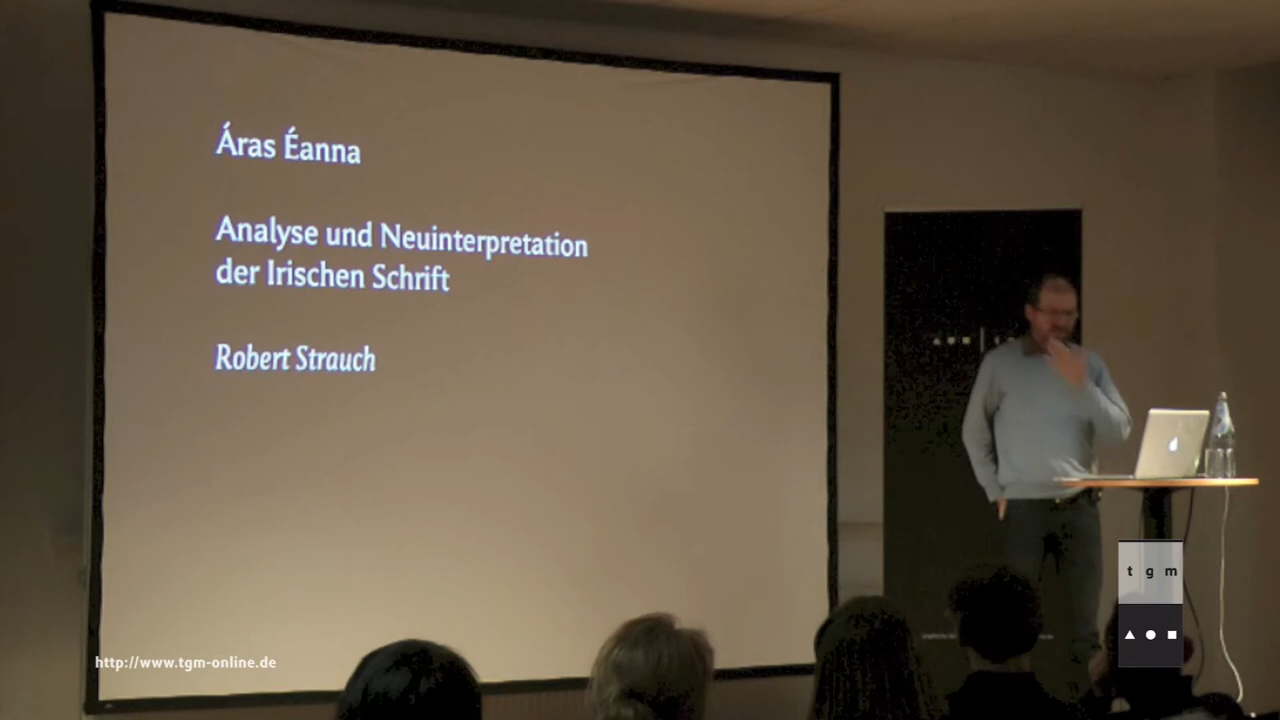 Áras Éanna
Analyse und Neuinterpretation
der Irischen Schrift
Robert Strauch
http://www.tgm-online.de
t g m